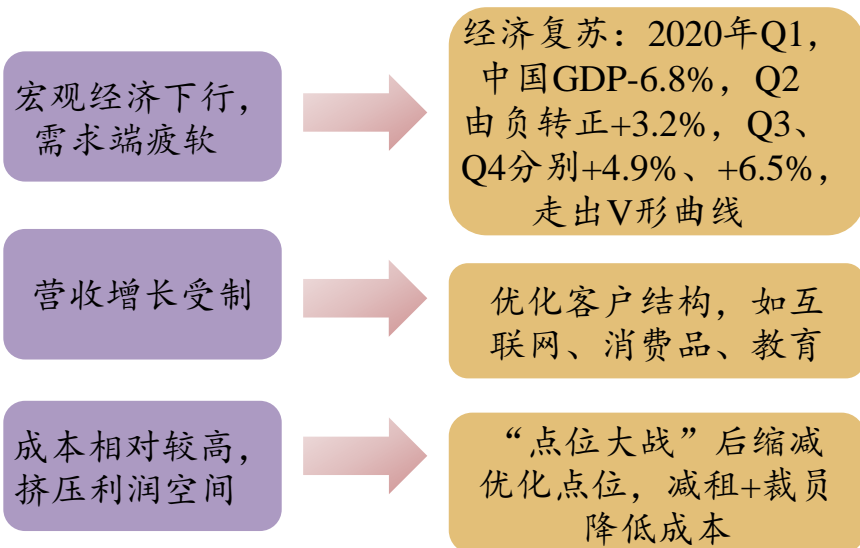 宏观经济下行，
需求端疲软
经济复苏：2020年Q1，
中国GDP-6.8%，Q2
由负转正+3.2%，Q3、
Q4分别+4.9%、+6.5%，
走出V形曲线
营收增长受制
优化客户结构，如互
联网、消费品、教育
成本相对较高，
挤压利润空间
“点位大战”后缩减
优化点位，减租+裁员
降低成本